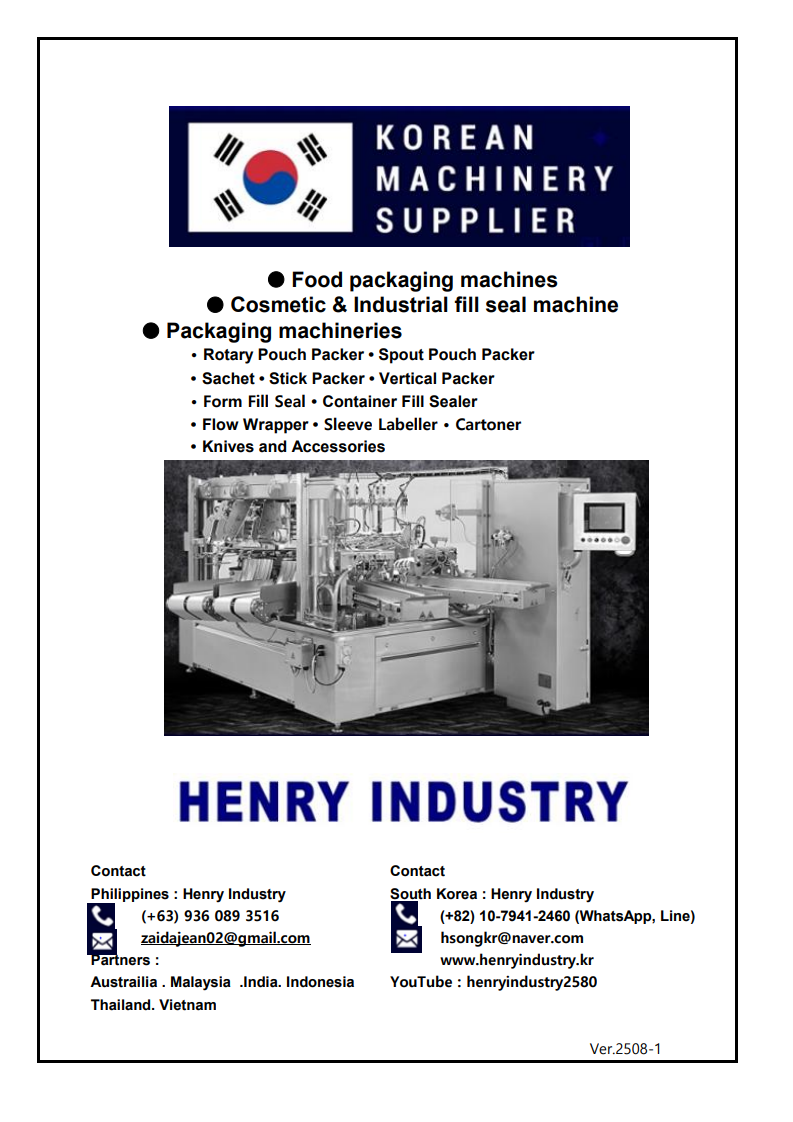 KOREAN
MACHINERY
SUPPLIER
● Food packaging machines
● Cosmetic & Industrial fill seal machine
● Packaging machineries
• Rotary Pouch Packer • Spout Pouch Packer
• Sachet • Stick Packer • Vertical Packer
• Form Fill Seal • Container Fill Sealer
• Flow Wrapper • Sleeve Labeller • Cartoner
• Knives and Accessories
HENRY INDUSTRY
Contact
Philippines : Henry Industry
(+63) 936 089 3516
zaidajean02@gmail.com
Partners :
Austrailia . Malaysia .India. Indonesia
Thailand. Vietnam
Contact
South Korea : Henry Industry
(+82) 10-7941-2460 (WhatsApp, Line)
hsongkr@naver.com
www.henryindustry.kr
YouTube : henryindustry2580
Ver.2508-1